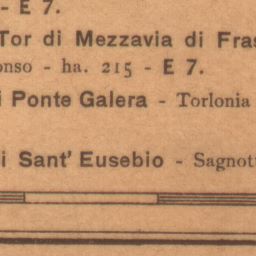 - E 7.
Tor di Mezzavia di Fras
onso - ha. 215 - E 7.
i Ponte Galera - Torlonia
i Sant' Eusebio - Sagnott